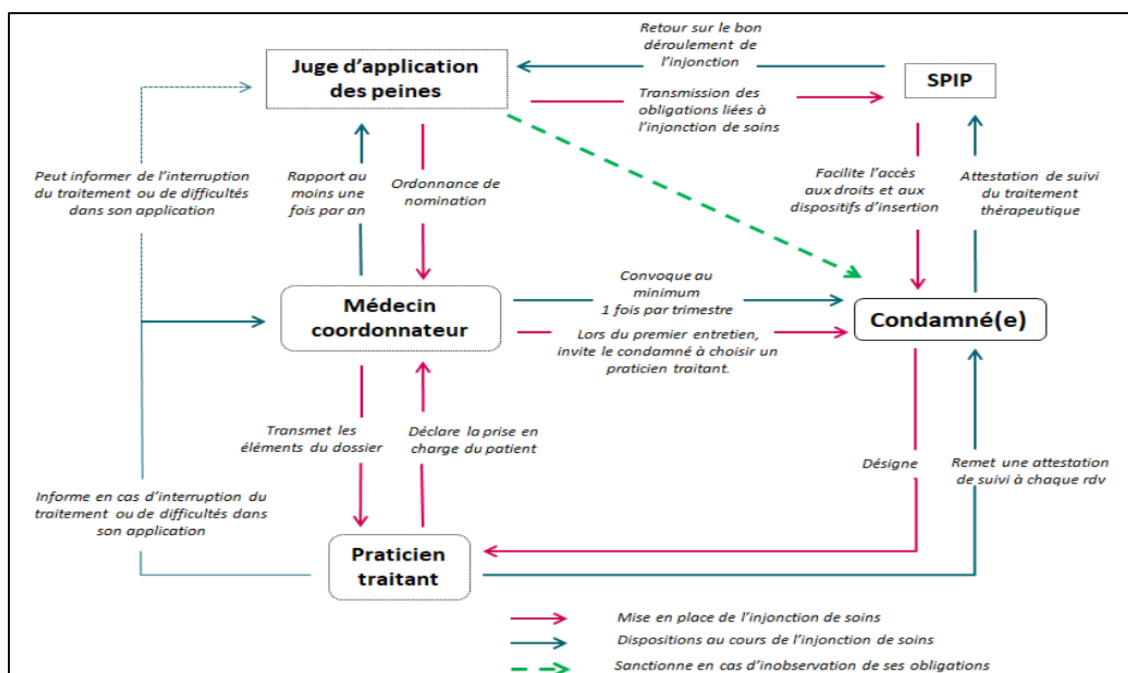 Retour sur le bon
déroulement de
l'injonction
Juge d'application
des peines
SPIP
Transmission des
obligations liées à
l'injonction de soins
Peut informer de l'interruption
du traitement ou de difficultés
dans son application
Rapport au
moins une
fois par an
Ordonnance de
nomination
Facilite l'accès
aux droits et aux
dispositifs d'insertion
Attestation de suivi
du traitement
thérapeutique
Médecin
coordonnateur
Convoque au
minimum
1 fois par trimestre
Lors du premier entretien,
invite le condamné à choisir un
praticien traitant.
Condamné(e)
Transmet les
éléments du dossier
Déclare la prise en
charge du patient
Désigne
Remet une attestation
de suivi à chaque rdv
Informe en cas d'interruption du
traitement ou de difficultés dans
son application
Praticien
traitant
Mise en place de l'injonction de soins
Dispositions au cours de l'injonction de soins
Sanctionne en cas d'inobservation de ses obligations